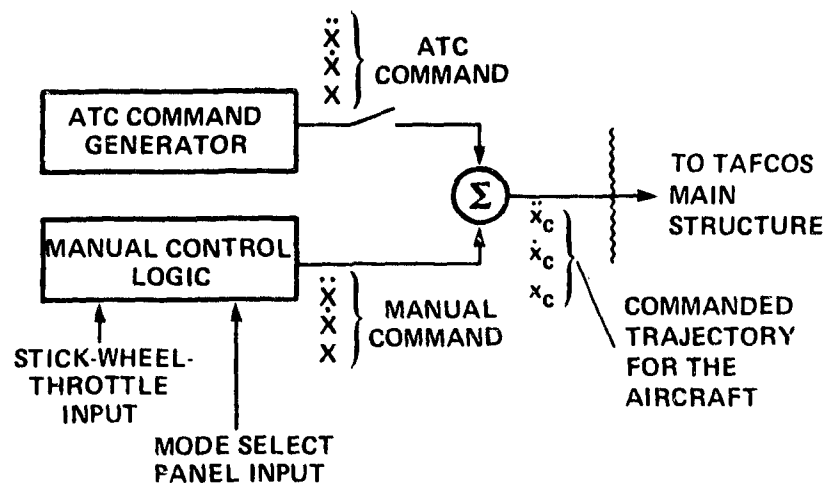 ATC COMMAND
GENERATOR
Ẍ
Ẋ
X
ATC
COMMAND
Σ
TO TAFCOS
MAIN
STRUCTURE
MANUAL CONTROL
LOGIC
Ẍ
Ẋ
X
MANUAL
COMMAND
ẍc
ẋc
xc
COMMANDED
TRAJECTORY
FOR THE
AIRCRAFT
STICK-WHEEL-
THROTTLE
INPUT
MODE SELECT
PANEL INPUT